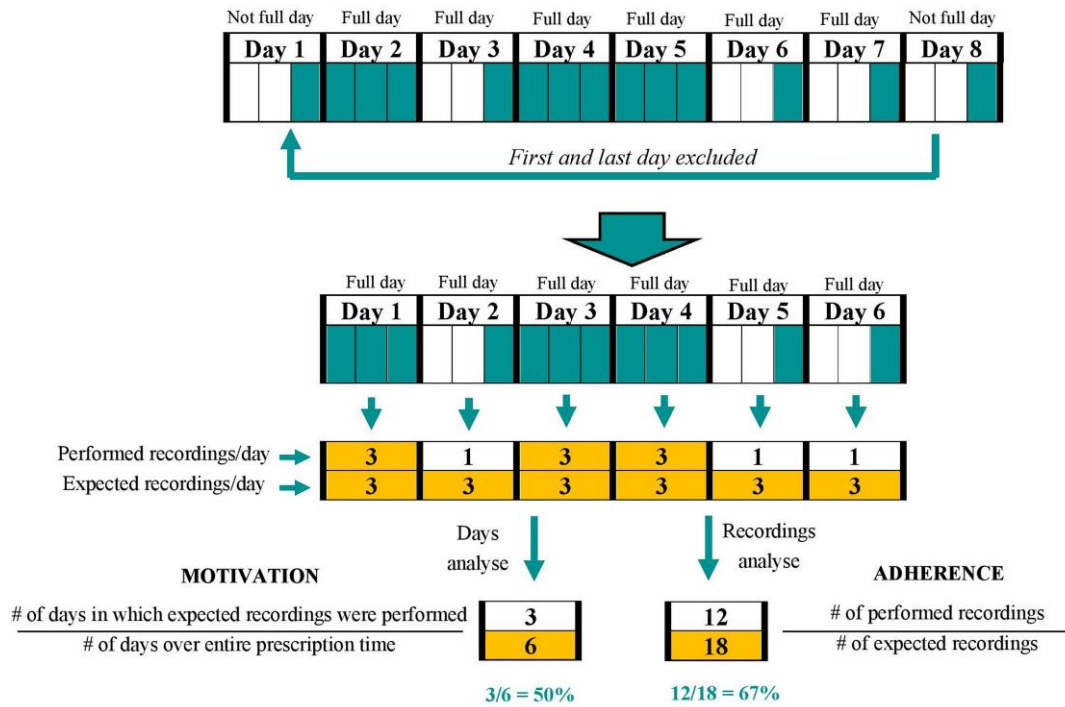 Not full day Full day Full day Full day Full day Full day Full day Not full day
Day 1 Day 2 Day 3 Day 4 Day 5 Day 6 Day 7 Day 8
First and last day excluded
Full day Full day Full day Full day Full day Full day
Day 1 Day 2 Day 3 Day 4 Day 5 Day 6
Performed recordings/day 3 1 3 3 1 1
Expected recordings/day 3 3 3 3 3 3
Days
analyse
Recordings
analyse
MOTIVATION
# of days in which expected recordings were performed
# of days over entire prescription time
3
6
3/6 = 50%
12
18
12/18 = 67%
ADHERENCE
# of performed recordings
# of expected recordings